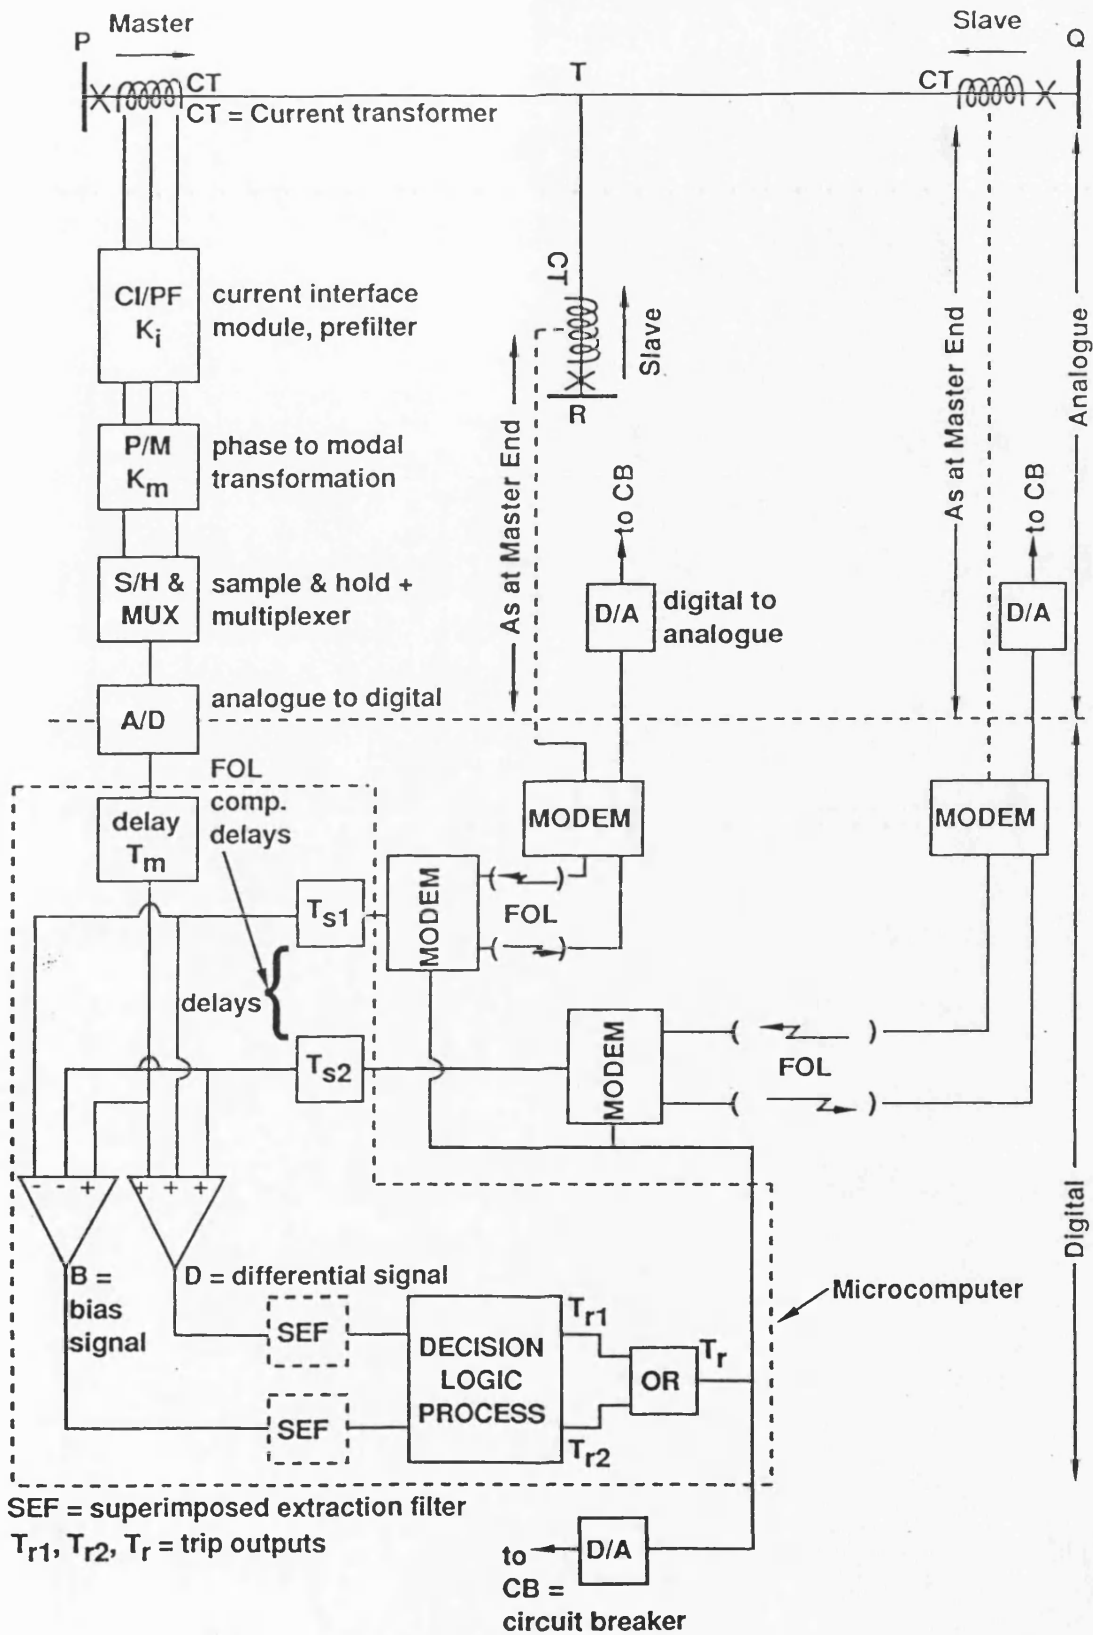 Master
Slave
P
Q
CT
T
CT
CT = Current transformer
CI/PF
Ki
current interface
module, prefilter
CT
Slave
R
As at Master End
As at Master End
Analogue
P/M
Km
phase to modal
transformation
to CB
to CB
S/H &
MUX
sample & hold +
multiplexer
D/A
digital to
analogue
D/A
A/D
analogue to digital
FOL
comp.
delays
delay
Tm
MODEM
MODEM
Ts1
MODEM
FOL
delays
Ts2
MODEM
FOL
Digital
- - +
+ + +
B =
bias
signal
D = differential signal
Microcomputer
SEF
SEF
DECISION
LOGIC
PROCESS
Tr1
Tr2
OR
Tr
SEF = superimposed extraction filter
Tr1, Tr2, Tr = trip outputs
D/A
to
CB =
circuit breaker